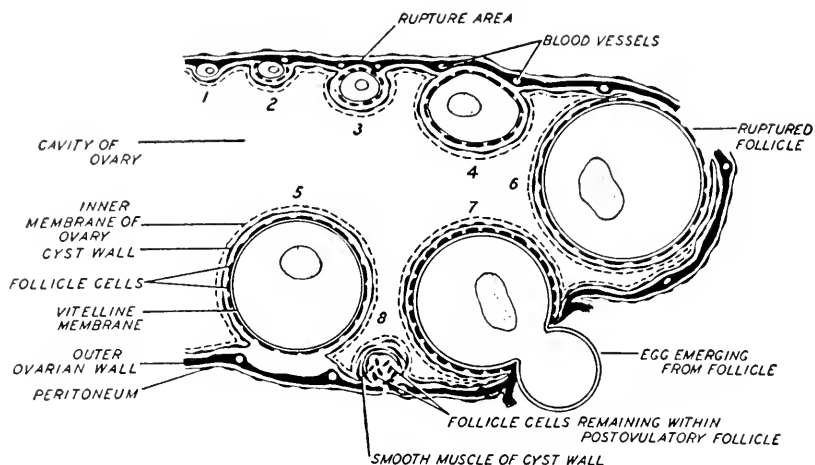 RUPTURE AREA
BLOOD VESSELS
1
2
3
4
CAVITY OF
OVARY
RUPTURED
FOLLICLE
6
5
7
INNER
MEMBRANE OF
OVARY
CYST WALL
FOLLICLE CELLS
VITELLINE
MEMBRANE
8
OUTER
OVARIAN WALL
PERITONEUM
EGG EMERGING
FROM FOLLICLE
FOLLICLE CELLS REMAINING WITHIN
POSTOVULATORY FOLLICLE
SMOOTH MUSCLE OF CYST WALL